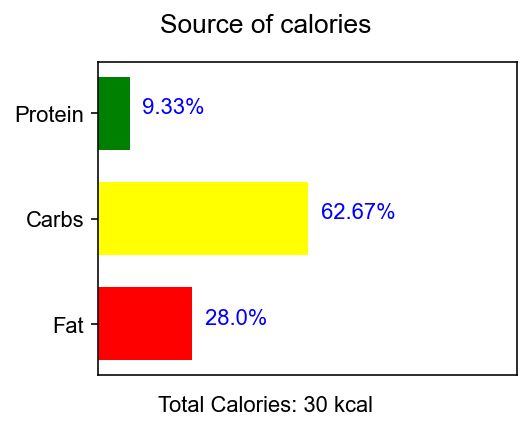 Source of calories
Protein 9.33%
Carbs 62.67%
Fat 28.0%
Total Calories: 30 kcal